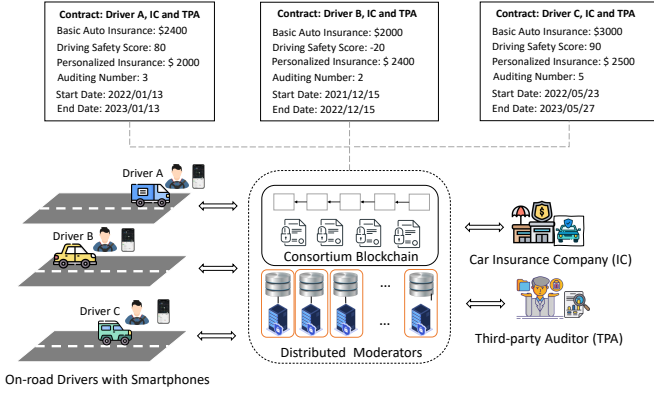 Contract: Driver A, IC and TPA
Basic Auto Insurance: $2400
Driving Safety Score: 80
Personalized Insurance: $ 2000
Auditing Number: 3
Start Date: 2022/01/13
End Date: 2023/01/13
Contract: Driver B, IC and TPA
Basic Auto Insurance: $2000
Driving Safety Score: -20
Personalized Insurance: $ 2400
Auditing Number: 2
Start Date: 2021/12/15
End Date: 2022/12/15
Contract: Driver C, IC and TPA
Basic Auto Insurance: $3000
Driving Safety Score: 90
Personalized Insurance: $ 2500
Auditing Number: 5
Start Date: 2022/05/23
End Date: 2023/05/27
Driver A
Driver B
Driver C
On-road Drivers with Smartphones
Consortium Blockchain
...
...
Distributed Moderators
Car Insurance Company (IC)
Third-party Auditor (TPA)